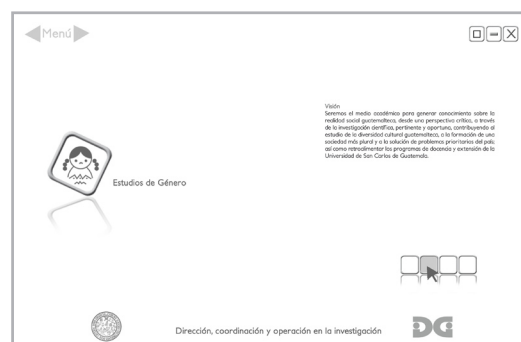 Menú
Visión
Seremos el medio académico para generar conocimiento sobre la
realidad social guatemalteca, desde una perspectiva crítica, a través
de la investigación científica, pertinente y oportuna, contribuyendo al
estudio de la diversidad cultural guatemalteca, a la formación de una
sociedad más plural y a la solución de problemas prioritarios del país;
así como retroalimentar los programas de docencia y extensión de la
Universidad de San Carlos de Guatemala.
Estudios de Género
Dirección, coordinación y operación en la investigación